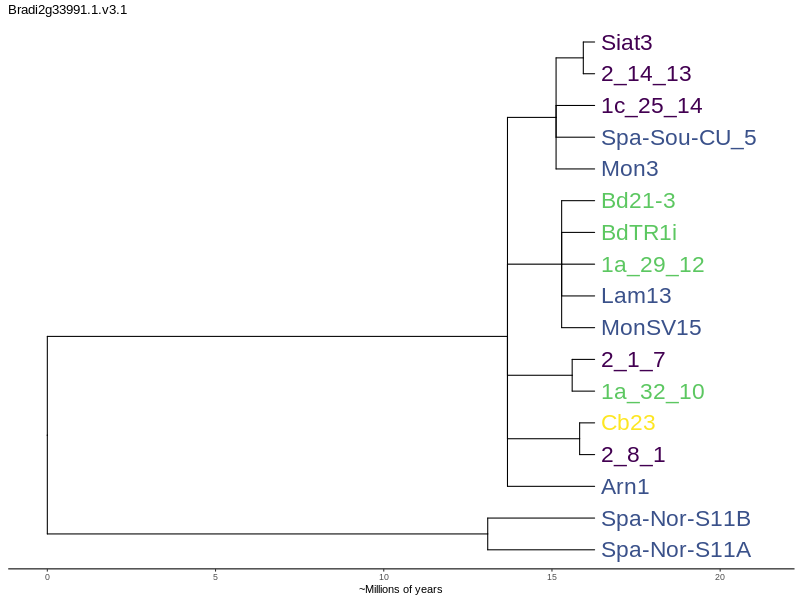 Bradi2g33991.1.v3.1
Siat3
2_14_13
1c_25_14
Spa-Sou-CU_5
Mon3
Bd21-3
BdTR1i
1a_29_12
Lam13
MonSV15
2_1_7
1a_32_10
Cb23
2_8_1
Arn1
Spa-Nor-S11B
Spa-Nor-S11A
0 5 10 15 20
~Millions of years